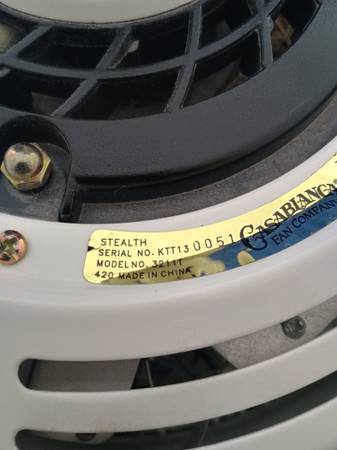 STEALTH
SERIAL NO. KTT13 0051
MODEL NO. 3211T
420 MADE IN CHINA
CASABLANCA
FAN COMPANY